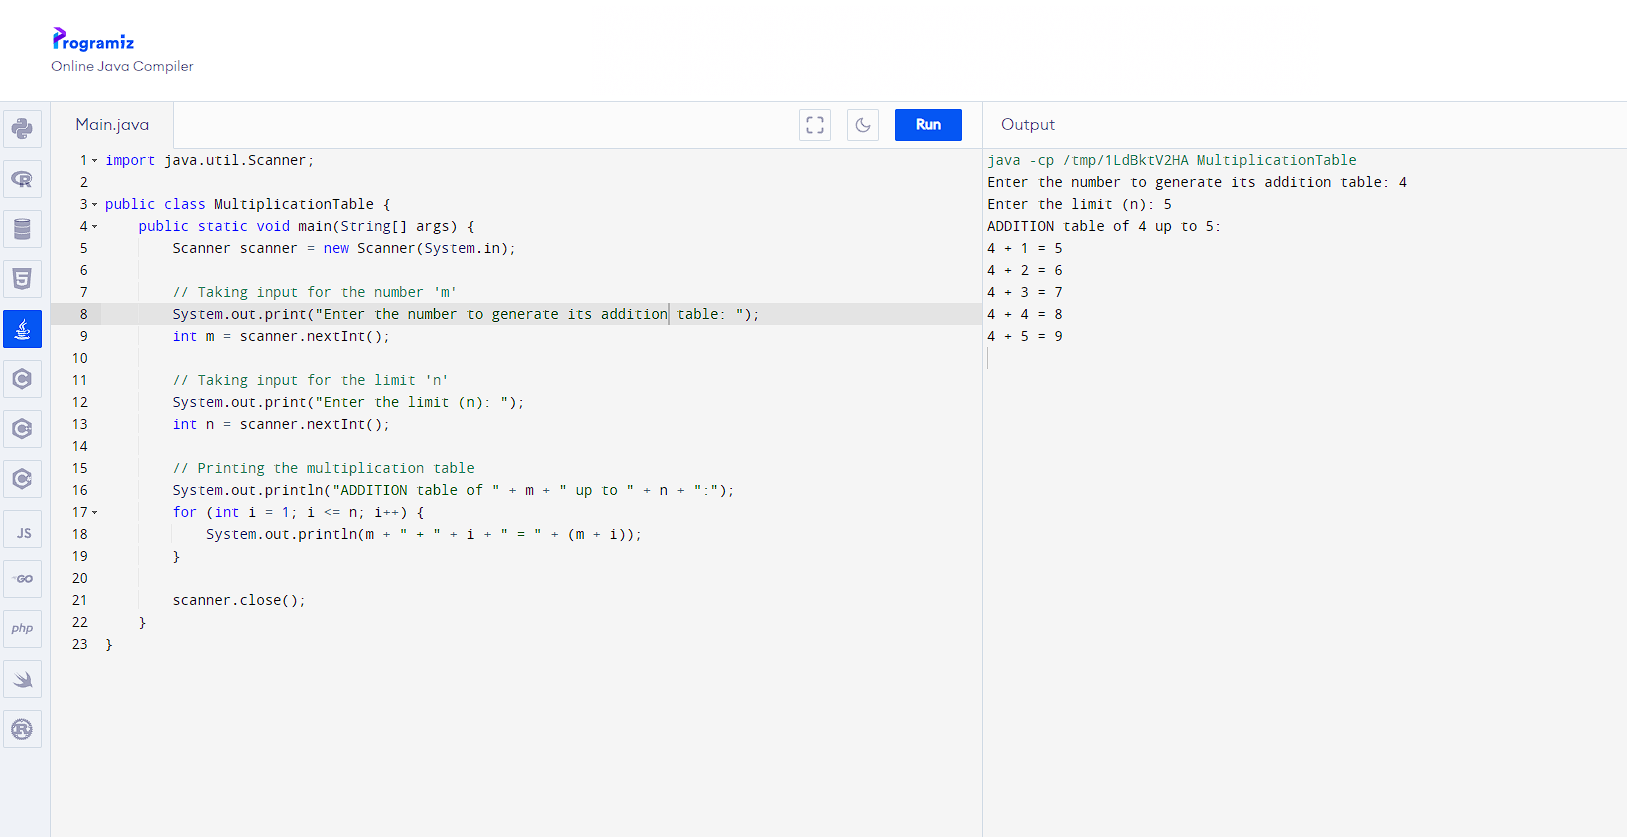 Programiz
Online Java Compiler
Main.java
Run
Output
1 import java.util.Scanner;
2
3 public class MultiplicationTable {
4     public static void main(String[] args) {
5         Scanner scanner = new Scanner(System.in);
6
7         // Taking input for the number 'm'
8         System.out.print("Enter the number to generate its addition table: ");
9         int m = scanner.nextInt();
10
11         // Taking input for the limit 'n'
12         System.out.print("Enter the limit (n): ");
13         int n = scanner.nextInt();
14
15         // Printing the multiplication table
16         System.out.println("ADDITION table of " + m + " up to " + n + ":");
17         for (int i = 1; i <= n; i++) {
18             System.out.println(m + " + " + i + " = " + (m + i));
19         }
20
21         scanner.close();
22     }
23 }
java -cp /tmp/1LdBktV2HA MultiplicationTable
Enter the number to generate its addition table: 4
Enter the limit (n): 5
ADDITION table of 4 up to 5:
4 + 1 = 5
4 + 2 = 6
4 + 3 = 7
4 + 4 = 8
4 + 5 = 9
R
5
C
C
C
JS
GO
php
R